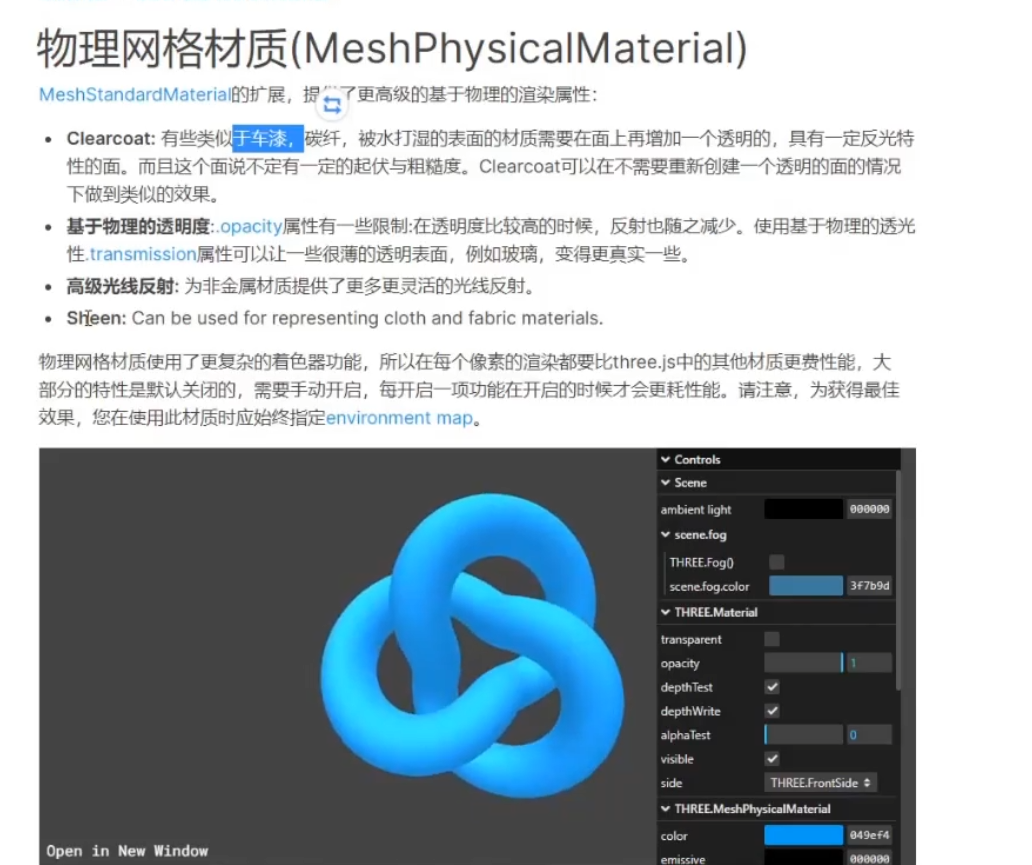 物理网格材质(MeshPhysicalMaterial)
MeshStandardMaterial的扩展，提供了更高级的基于物理的渲染属性：
Clearcoat: 有些类似于车漆，碳纤，被水打湿的表面的材质需要在面上再增加一个透明的，具有一定反光特
性的面。而且这个面说不定有一定的起伏与粗糙度。Clearcoat可以在不需要重新创建一个透明的面的情况
下做到类似的效果。
基于物理的透明度:.opacity属性有一些限制:在透明度比较高的时候，反射也随之减少。使用基于物理的透光
性.transmission属性可以让一些很薄的透明表面，例如玻璃，变得更真实一些。
高级光线反射: 为非金属材质提供了更多更灵活的光线反射。
Sheen: Can be used for representing cloth and fabric materials.
物理网格材质使用了更复杂的着色器功能，所以在每个像素的渲染都要比three.js中的其他材质更费性能，大
部分的特性是默认关闭的，需要手动开启，每开启一项功能在开启的时候才会更耗性能。请注意，为获得最佳
效果，您在使用此材质时应始终指定environment map。
Controls
Scene
ambient light 000000
scene.fog
THREE.Fog()
scene.fog.color 3f7b9d
THREE.Material
transparent
opacity 1
depthTest
depthWrite
alphaTest 0
visible
side THREE.FrontSide
THREE.MeshPhysicalMaterial
color 049ef4
emissive 000000
Open in New Window